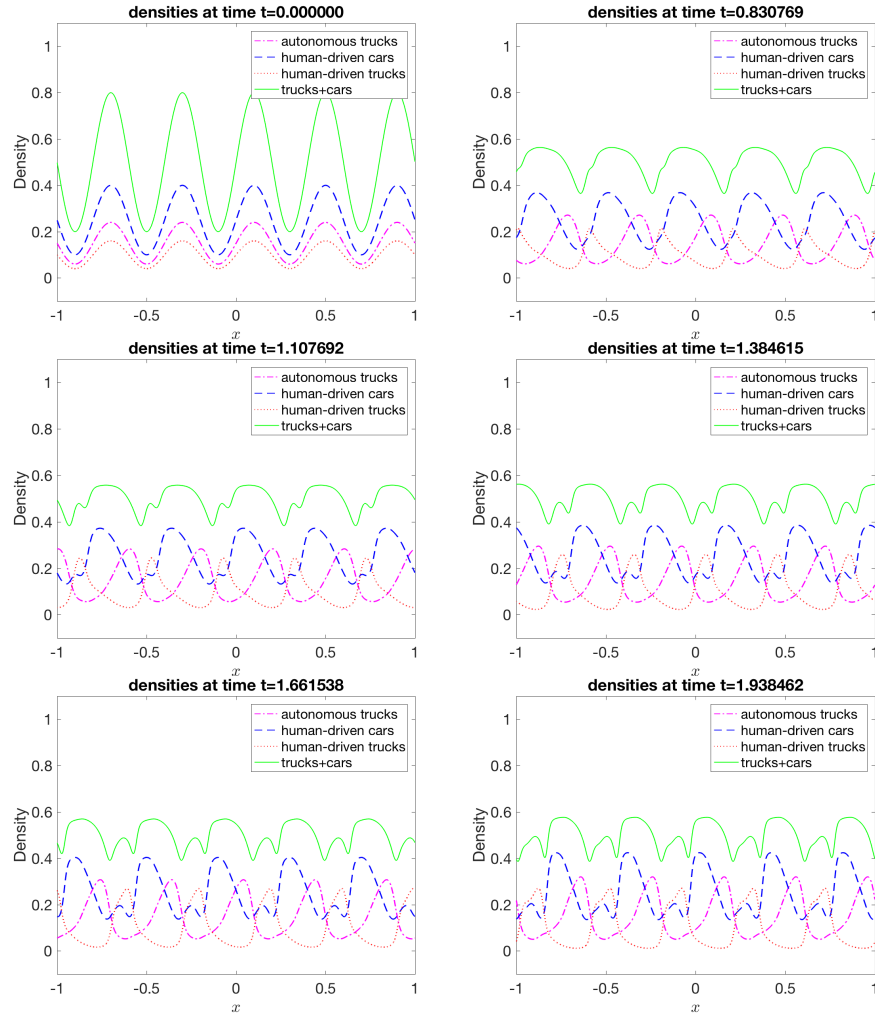 densities at time t=0.000000
1
0.8
0.6
0.4
0.2
0
Density
autonomous trucks
human-driven cars
human-driven trucks
trucks+cars
-1 -0.5 0 0.5 1
x
densities at time t=0.830769
1
0.8
0.6
0.4
0.2
0
Density
autonomous trucks
human-driven cars
human-driven trucks
trucks+cars
-1 -0.5 0 0.5 1
x
densities at time t=1.107692
1
0.8
0.6
0.4
0.2
0
Density
autonomous trucks
human-driven cars
human-driven trucks
trucks+cars
-1 -0.5 0 0.5 1
x
densities at time t=1.384615
1
0.8
0.6
0.4
0.2
0
Density
autonomous trucks
human-driven cars
human-driven trucks
trucks+cars
-1 -0.5 0 0.5 1
x
densities at time t=1.661538
1
0.8
0.6
0.4
0.2
0
Density
autonomous trucks
human-driven cars
human-driven trucks
trucks+cars
-1 -0.5 0 0.5 1
x
densities at time t=1.938462
1
0.8
0.6
0.4
0.2
0
Density
autonomous trucks
human-driven cars
human-driven trucks
trucks+cars
-1 -0.5 0 0.5 1
x